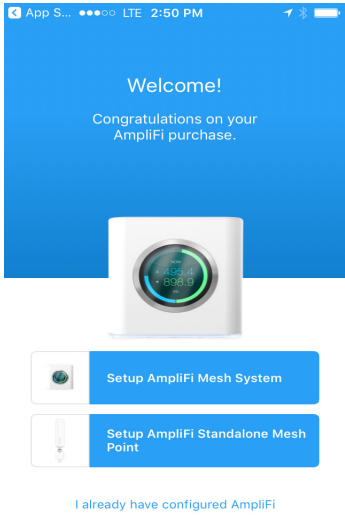 App S... LTE 2:50 PM
Welcome!
Congratulations on your
AmpliFi purchase.
495.4
898.9
Setup AmpliFi Mesh System
Setup AmpliFi Standalone Mesh
Point
I already have configured AmpliFi